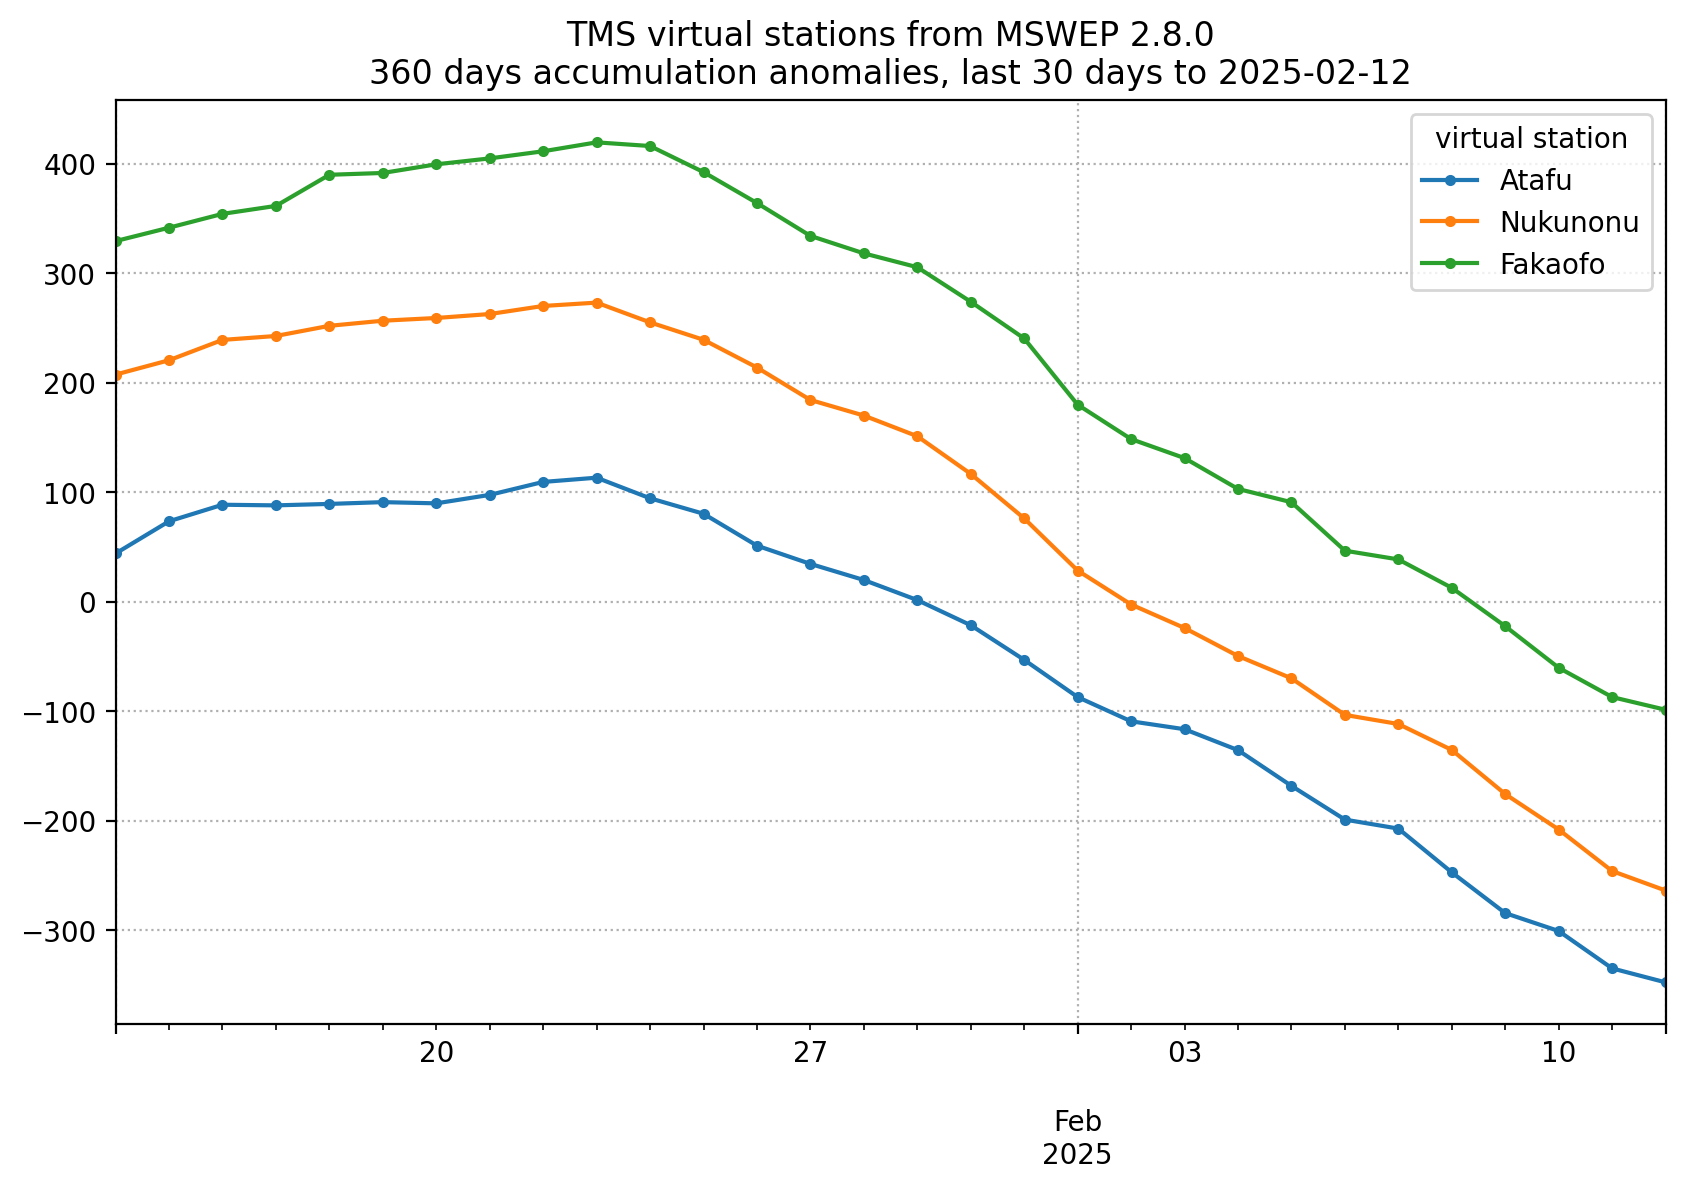 TMS virtual stations from MSWEP 2.8.0
360 days accumulation anomalies, last 30 days to 2025-02-12
virtual station
Atafu
Nukunonu
Fakaofo
400
300
200
100
0
−100
−200
−300
20
27
03
10
Feb
2025